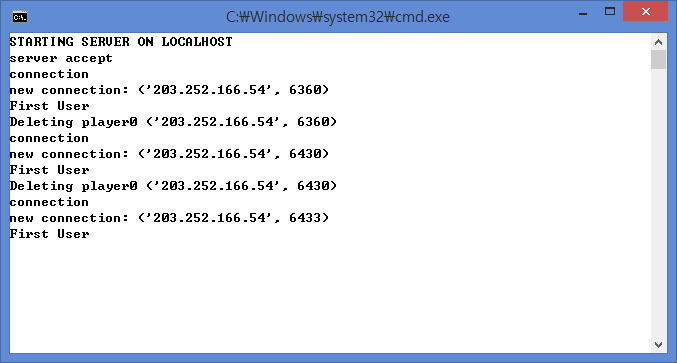 C:₩Windows₩system32₩cmd.exe
STARTING SERVER ON LOCALHOST
server accept
connection
new connection: ('203.252.166.54', 6360)
First User
Deleting player0 ('203.252.166.54', 6360)
connection
new connection: ('203.252.166.54', 6430)
First User
Deleting player0 ('203.252.166.54', 6430)
connection
new connection: ('203.252.166.54', 6433)
First User